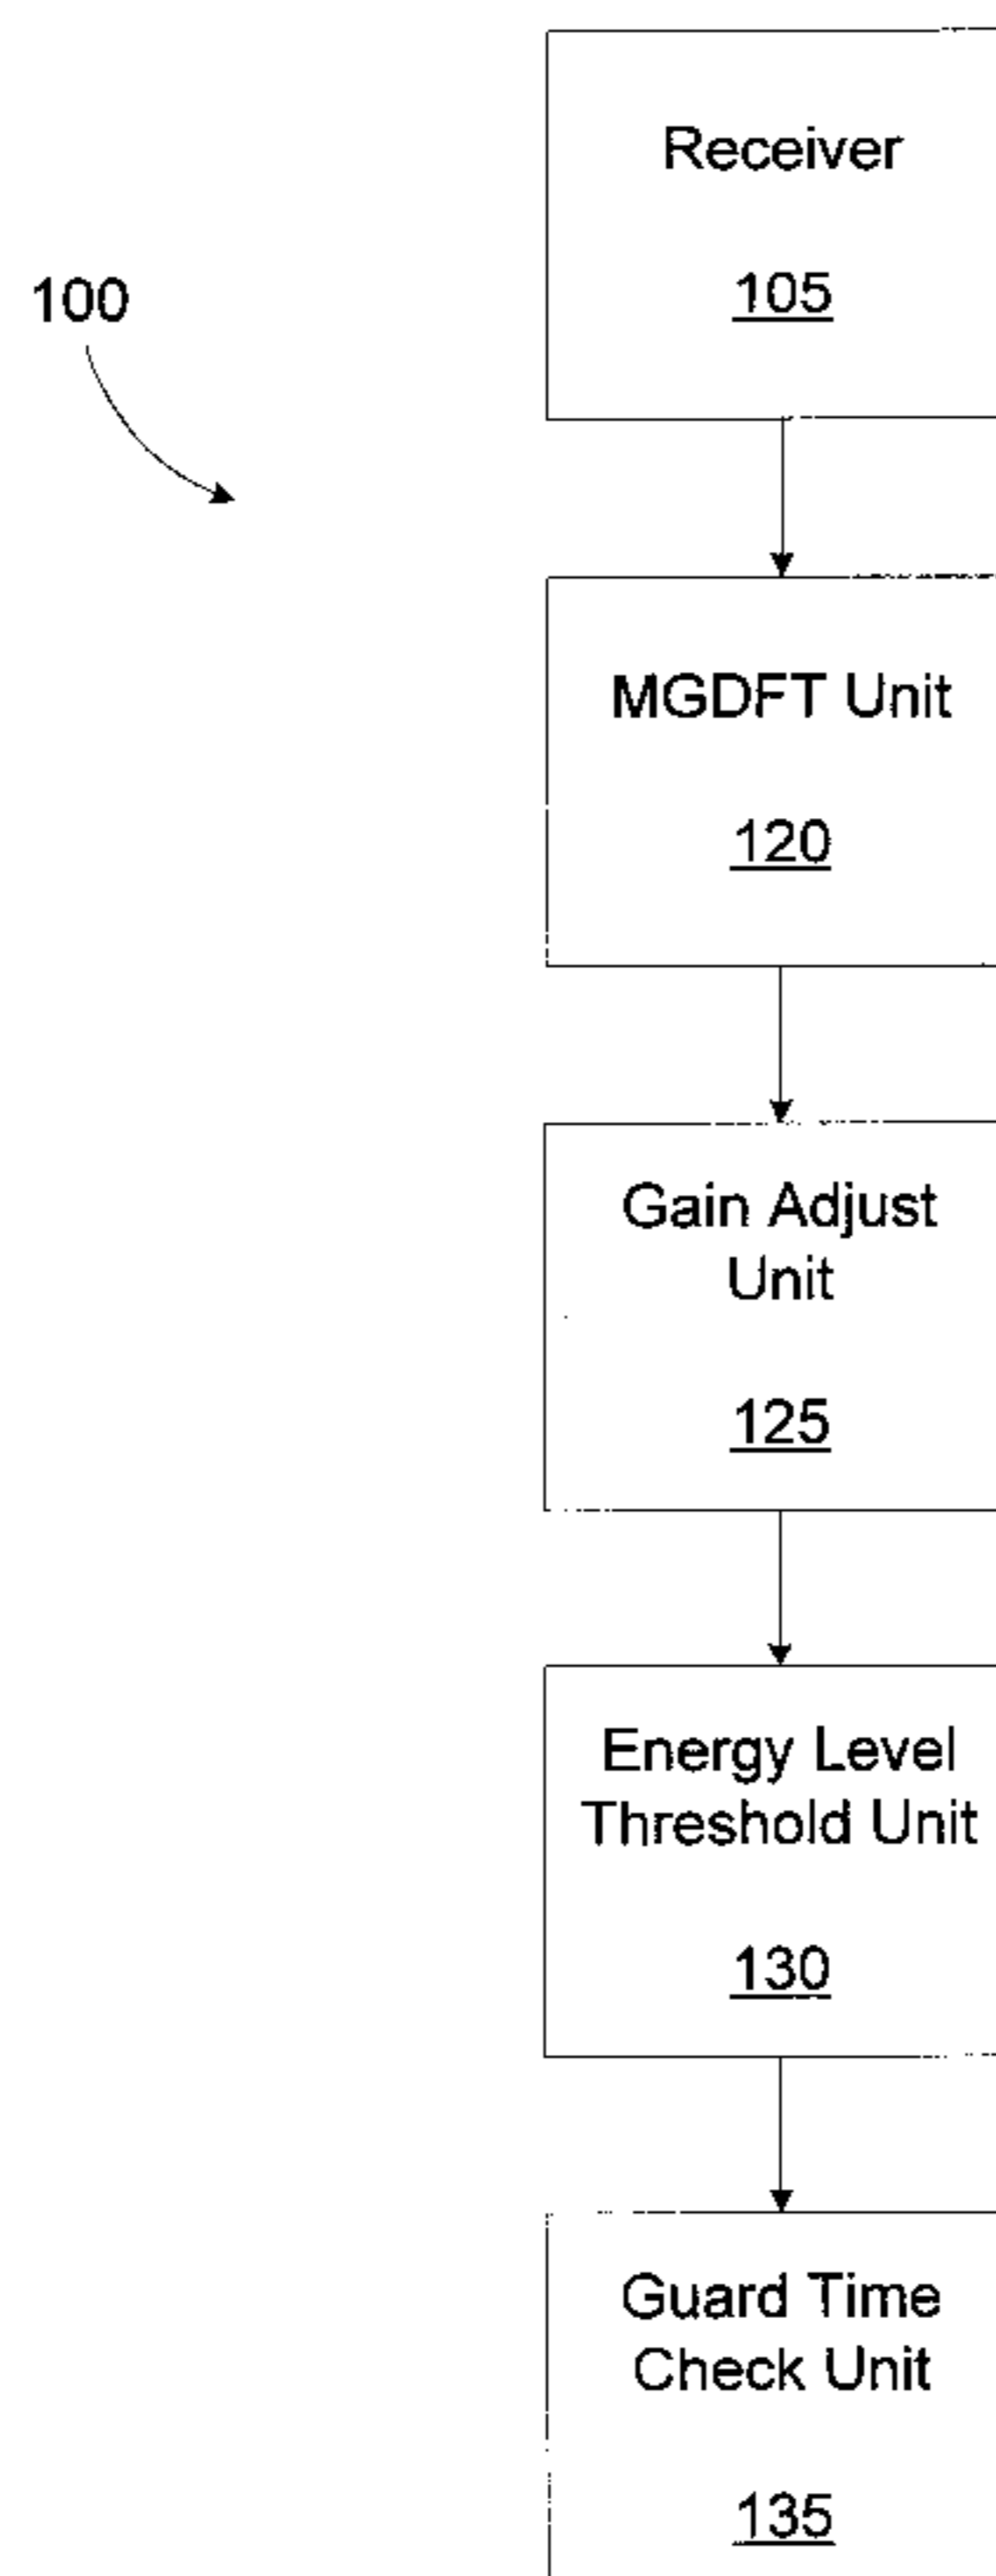 Receiver
105
100
MGDFT Unit
120
Gain Adjust
Unit
125
Energy Level
Threshold Unit
130
Guard Time
Check Unit
135